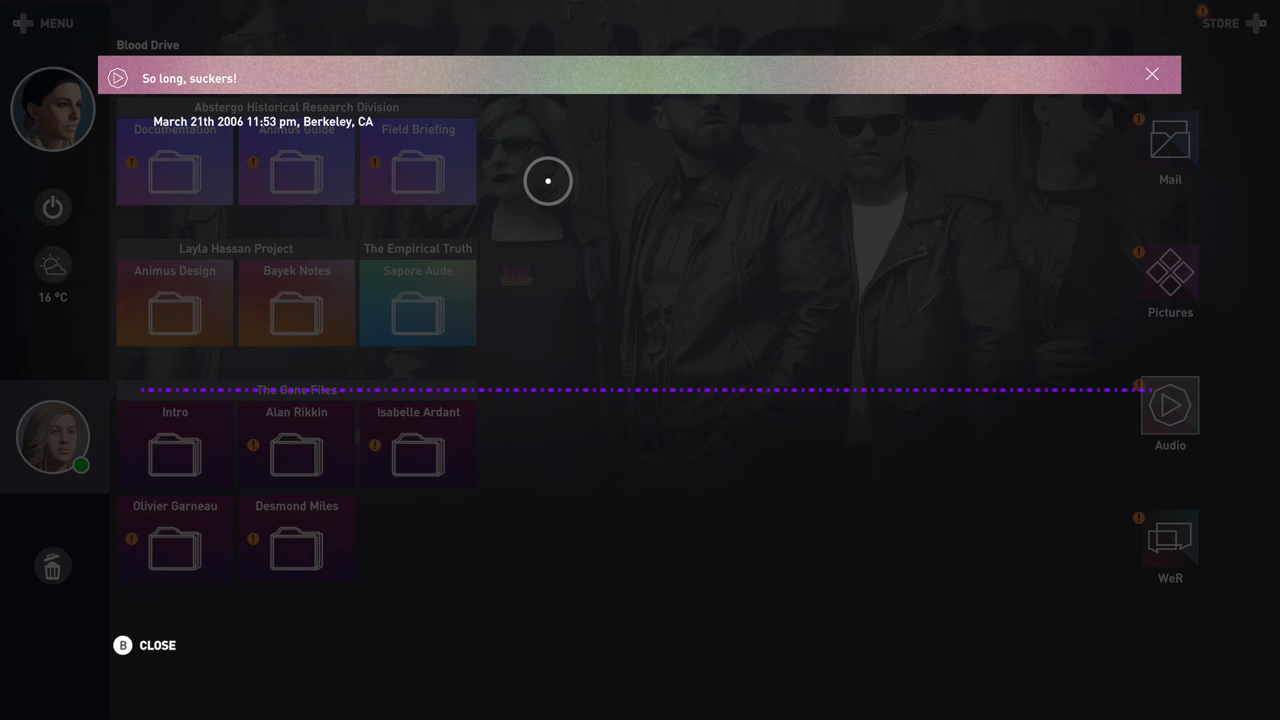 MENU
STORE
Blood Drive
So long, suckers!
Abstergo Historical Research Division
March 21th 2006 11:53 pm, Berkeley, CA
Documentation
Animus Guide
Field Briefing
Mail
Layla Hassan Project
The Empirical Truth
Animus Design
Bayek Notes
Sapere Aude
16 °C
Pictures
The Cane Files
Intro
Alan Rikkin
Isabelle Ardant
Audio
Olivier Garneau
Desmond Miles
WeR
B CLOSE